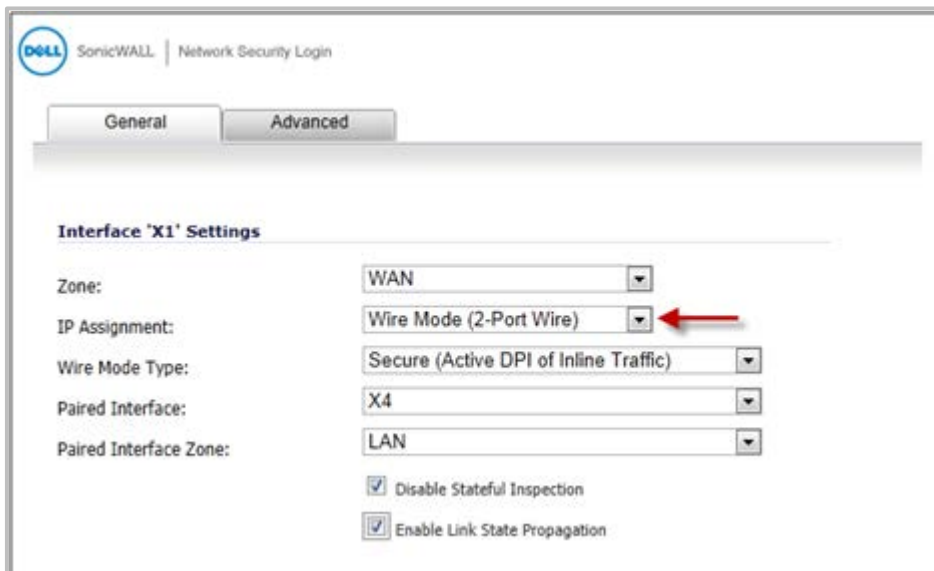 DELL SonicWALL | Network Security Login
General Advanced
Interface 'X1' Settings
Zone: WAN
IP Assignment: Wire Mode (2-Port Wire)
Wire Mode Type: Secure (Active DPI of Inline Traffic)
Paired Interface: X4
Paired Interface Zone: LAN
Disable Stateful Inspection
Enable Link State Propagation